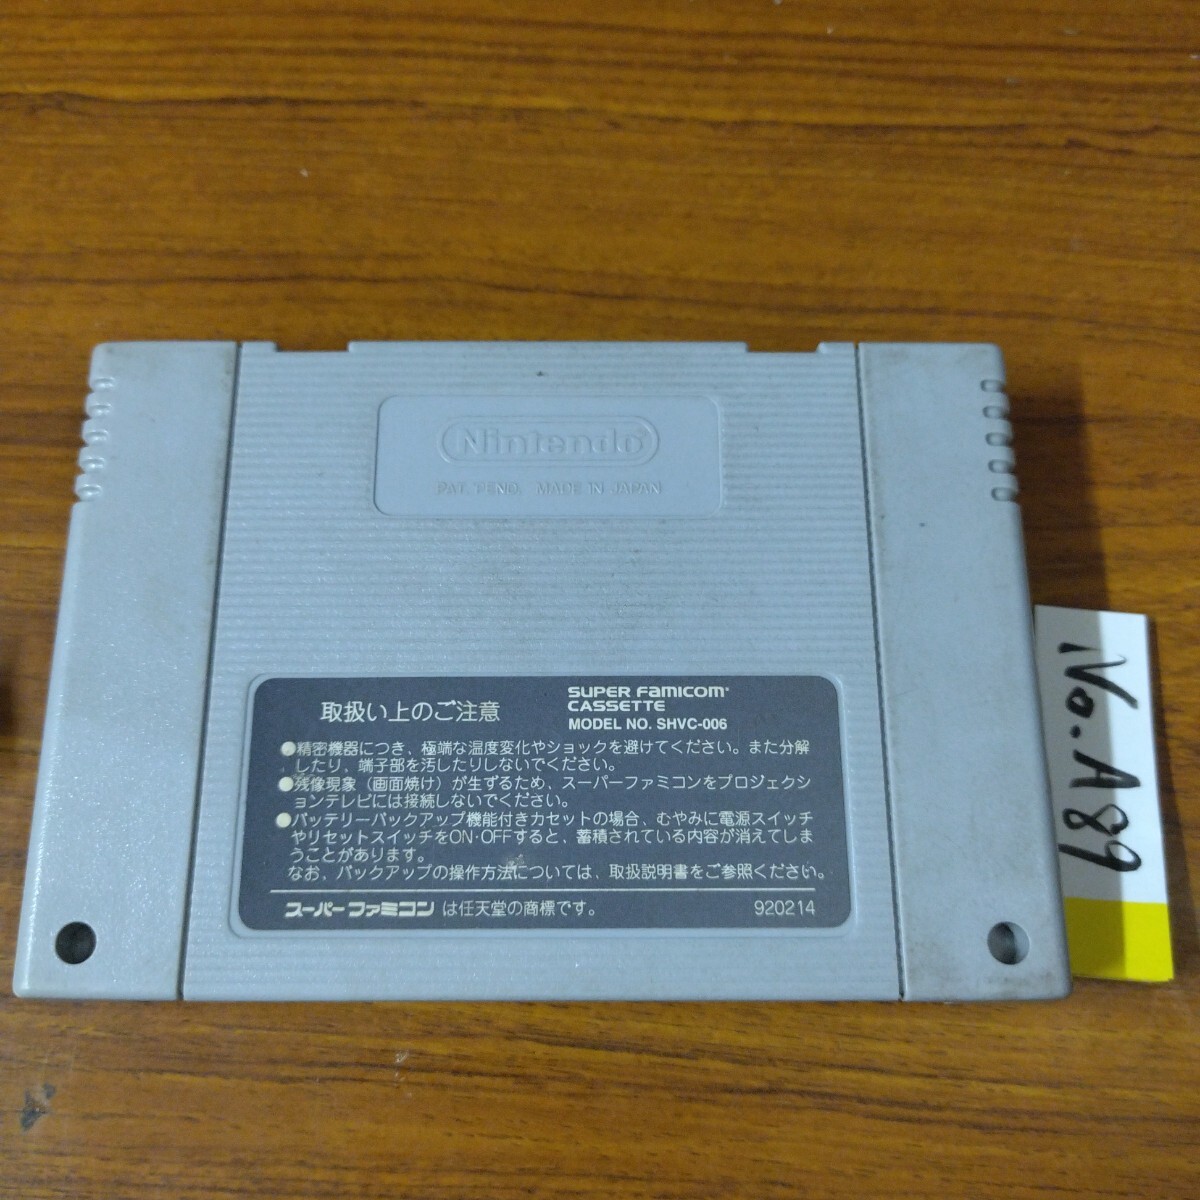 Nintendo
PAT. PEND. MADE IN JAPAN
取扱い上のご注意
SUPER FAMICOM
CASSETTE
MODEL NO. SHVC-006
●精密機器につき、極端な温度変化やショックを避けてください。また分解
したり、端子部を汚したりしないでください。
●残像現象（画面焼け）が生ずるため、スーパーファミコンをプロジェクシ
ョンテレビには接続しないでください。
●バッテリーバックアップ機能付きカセットの場合、むやみに電源スイッチ
やリセットスイッチをON・OFFすると、蓄積されている内容が消えてしま
うことがあります。
なお、バックアップの操作方法については、取扱説明書をご参照ください。
スーパーファミコン は任天堂の商標です。
920214
No. A89